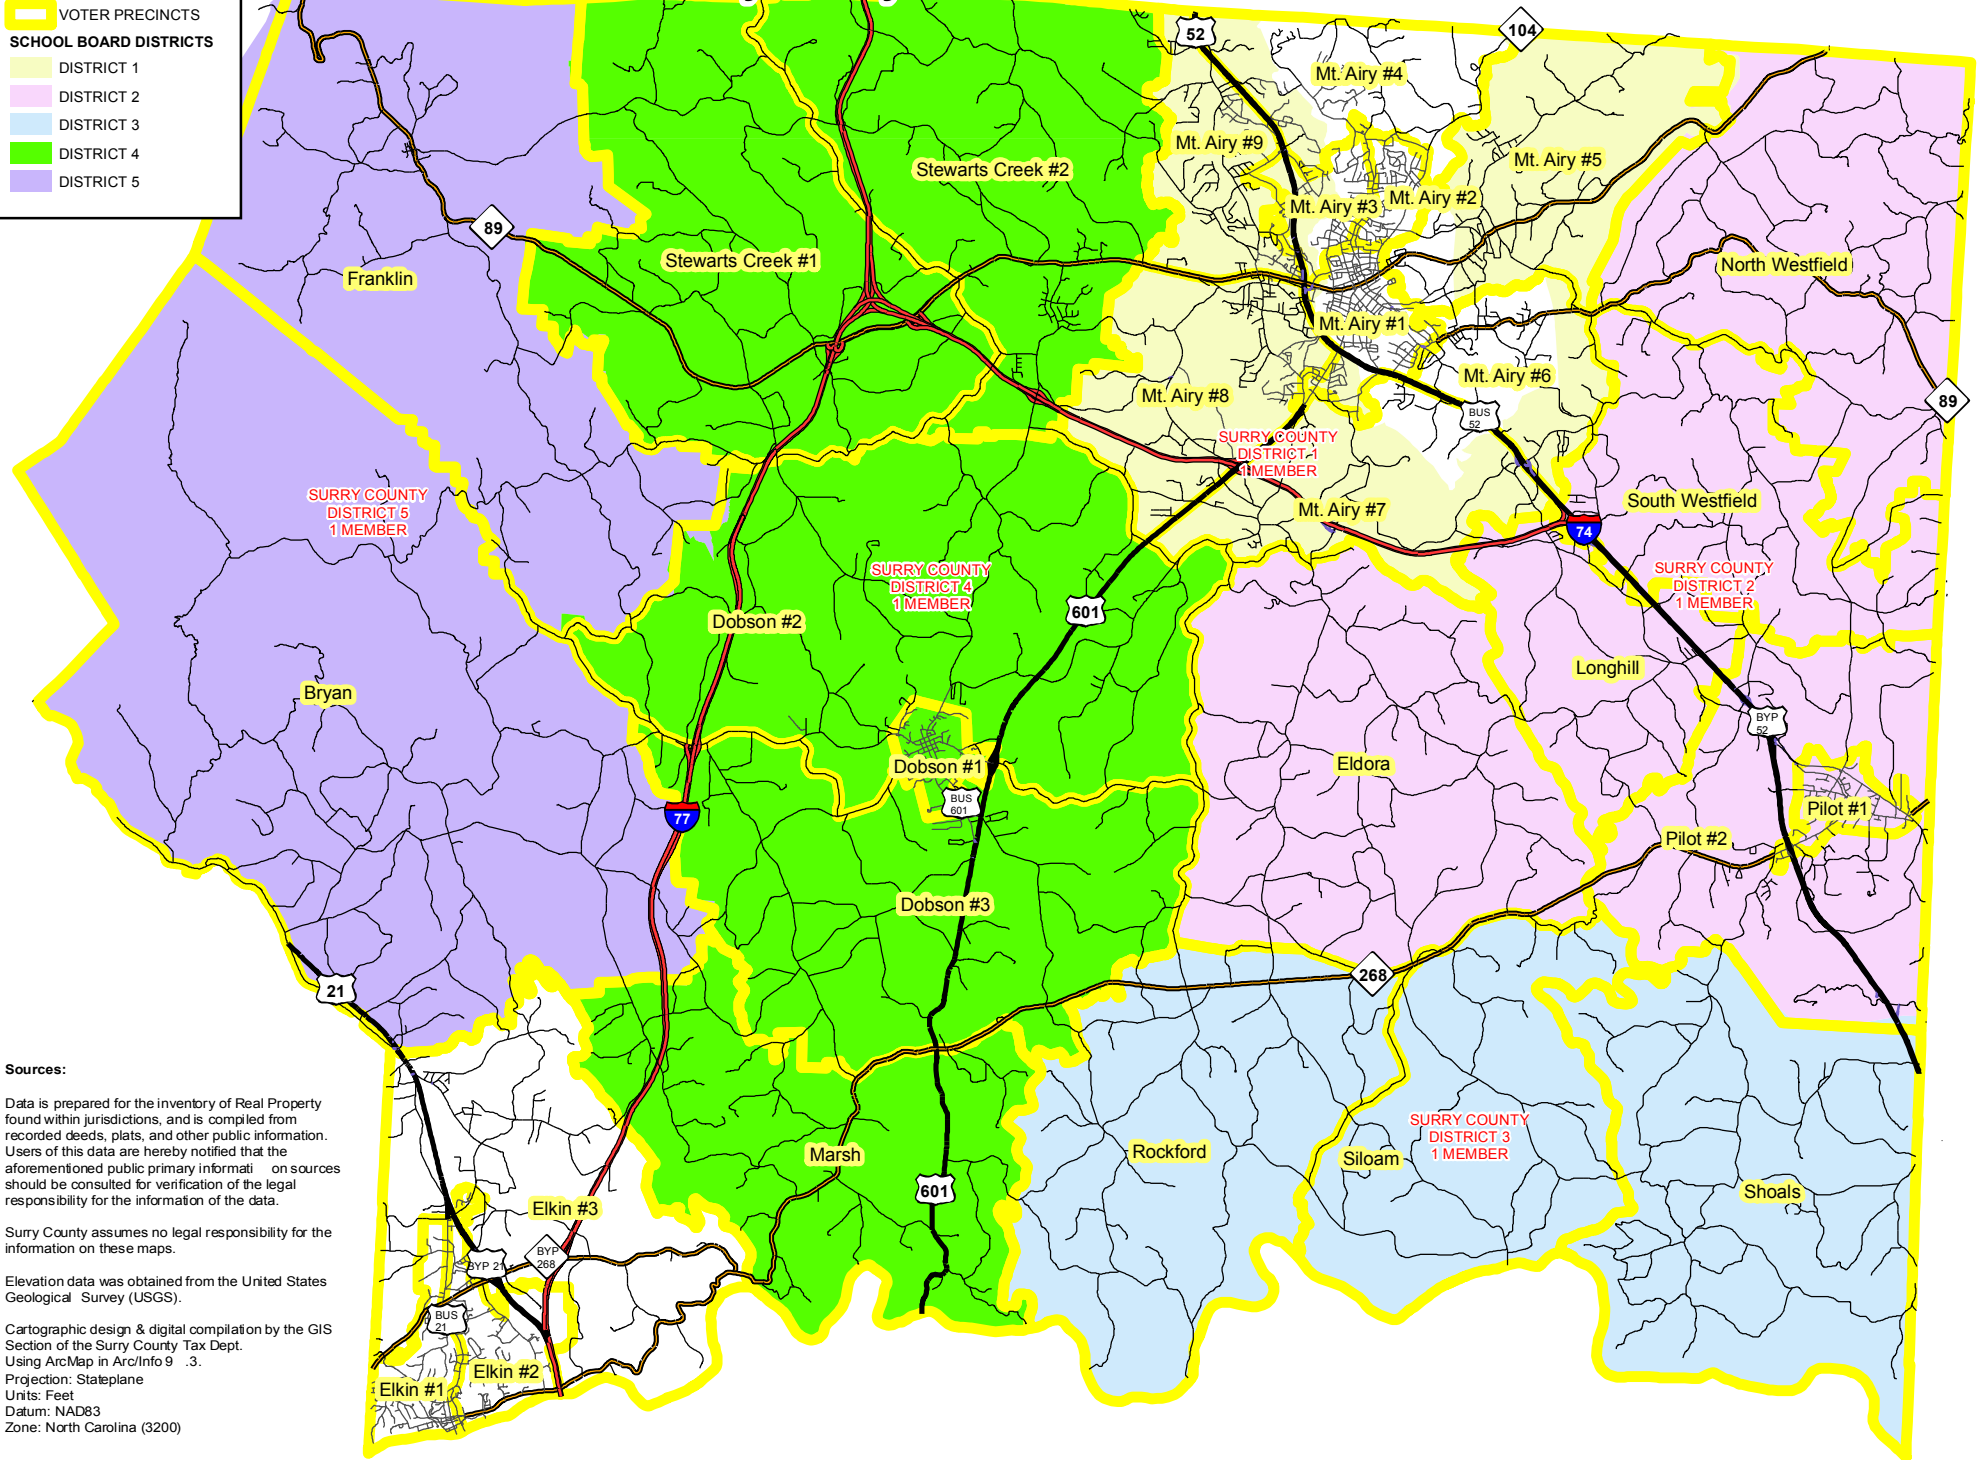 VOTER PRECINCTS
SCHOOL BOARD DISTRICTS
DISTRICT 1
DISTRICT 2
DISTRICT 3
DISTRICT 4
DISTRICT 5
52
104
Mt. Airy #4
Mt. Airy #9
Mt. Airy #5
Stewarts Creek #2
Mt. Airy #3
Mt. Airy #2
89
Stewarts Creek #1
North Westfield
Franklin
Mt. Airy #1
Mt. Airy #6
Mt. Airy #8
89
BUS
52
SURRY COUNTY
DISTRICT 1
1 MEMBER
SURRY COUNTY
DISTRICT 5
1 MEMBER
South Westfield
Mt. Airy #7
74
SURRY COUNTY
DISTRICT 4
1 MEMBER
SURRY COUNTY
DISTRICT 2
1 MEMBER
601
Dobson #2
Longhill
Bryan
BYP
52
Dobson #1
Eldora
BUS
601
Pilot #1
77
Pilot #2
Dobson #3
268
21
Sources:
Data is prepared for the inventory of Real Property
found within jurisdictions, and is compiled from
recorded deeds, plats, and other public information.
Users of this data are hereby notified that the
aforementioned public primary informati on sources
should be consulted for verification of the legal
responsibility for the information of the data.
Surry County assumes no legal responsibility for the
information on these maps.
Elevation data was obtained from the United States
Geological Survey (USGS).
Cartographic design & digital compilation by the GIS
Section of the Surry County Tax Dept.
Using ArcMap in Arc/Info 9 .3.
Projection: Stateplane
Units: Feet
Datum: NAD83
Zone: North Carolina (3200)
SURRY COUNTY
DISTRICT 3
1 MEMBER
Marsh
Rockford
Siloam
Shoals
601
Elkin #3
BYP
268
BYP 21
BUS
21
Elkin #2
Elkin #1